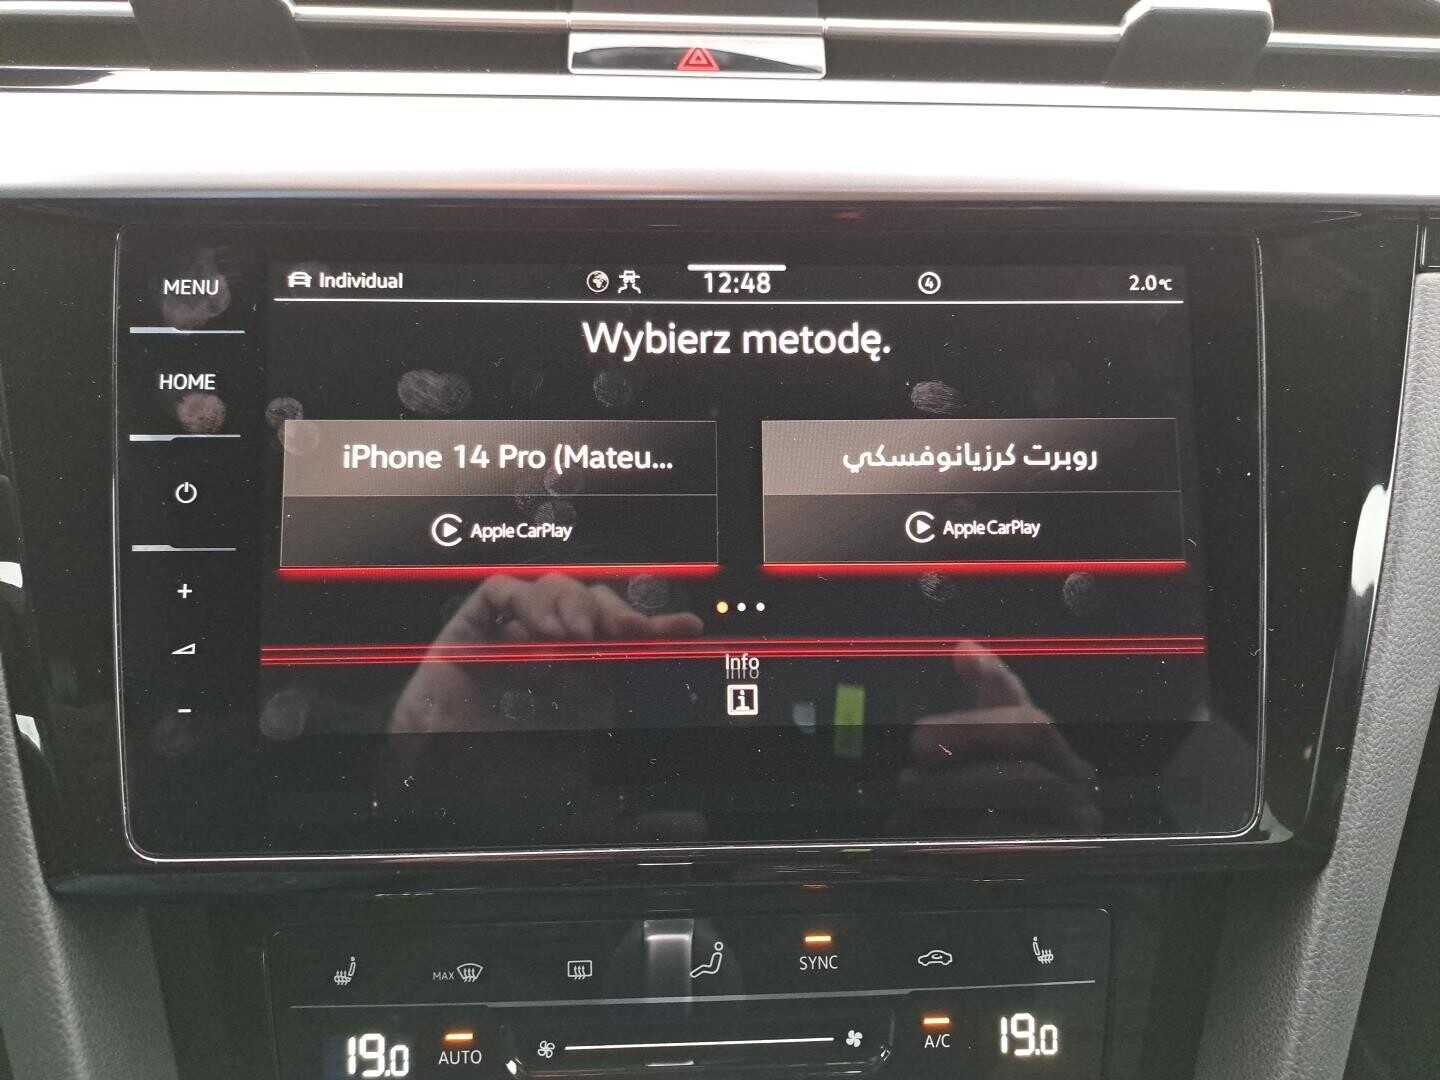 MENU
HOME
Individual
12:48
4
2.0°C
Wybierz metodę.
iPhone 14 Pro (Mateu...
Apple CarPlay
روبرت كرزيانوفسكي
Apple CarPlay
Info
MAX
SYNC
19.0
AUTO
A/C
19.0